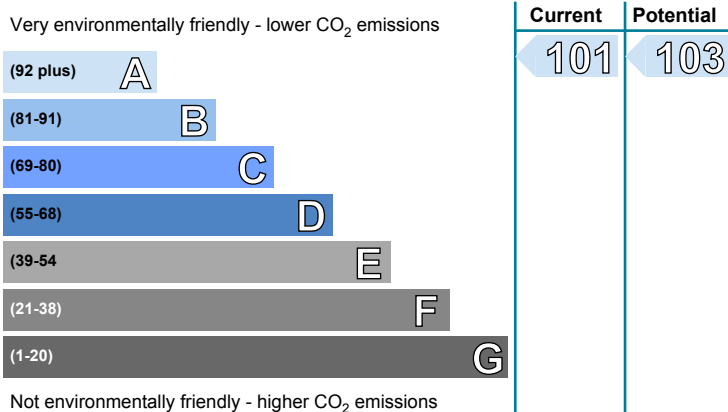 Very environmentally friendly - lower CO2 emissions
Current Potential
(92 plus) A 101 103
(81-91) B
(69-80) C
(55-68) D
(39-54 E
(21-38) F
(1-20) G
Not environmentally friendly - higher CO2 emissions